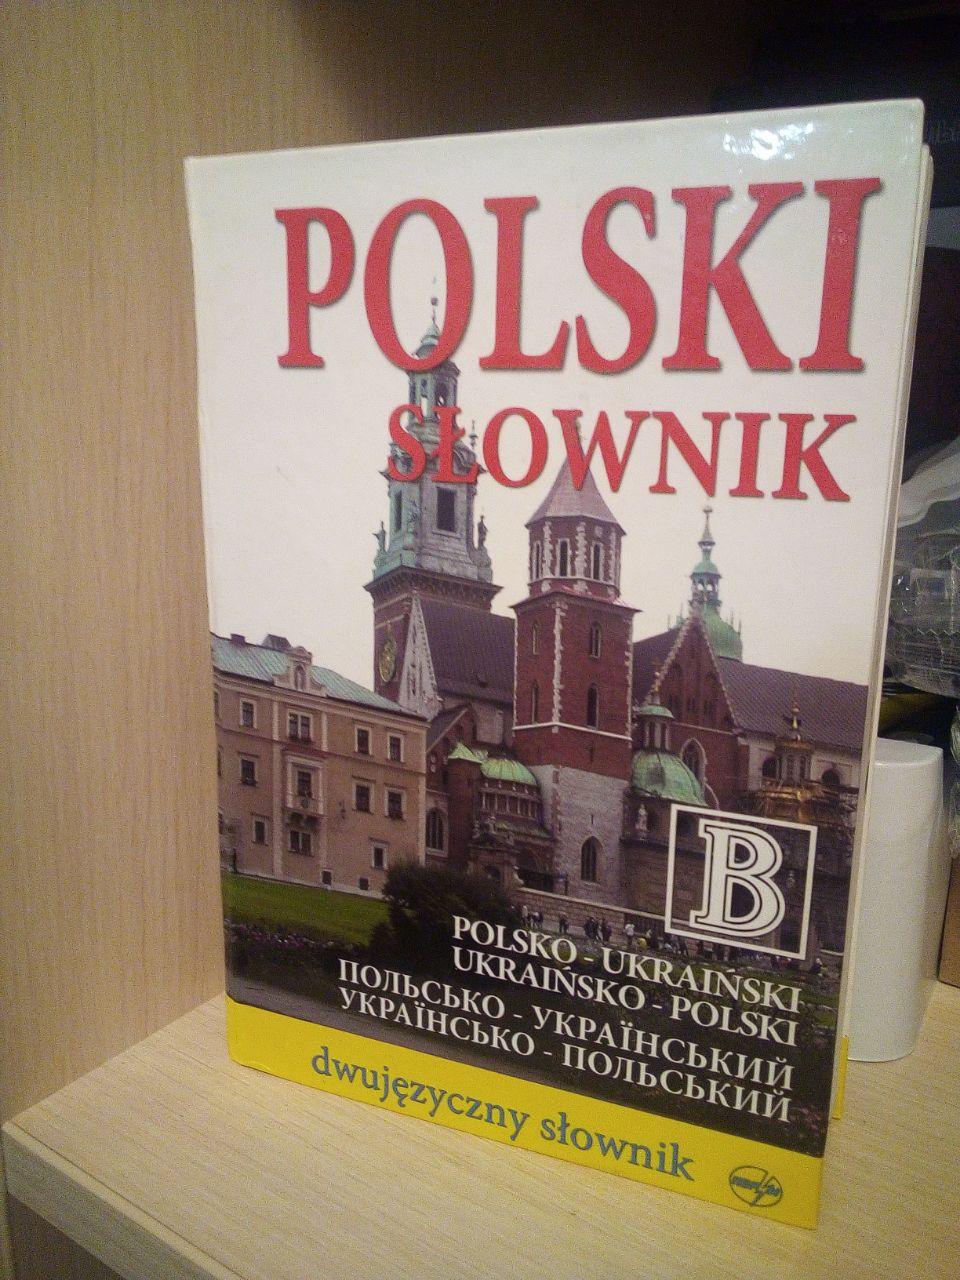 POLSKI
SŁOWNIK
B
POLSKO - UKRAIŃSKI
UKRAIŃSKO - POLSKI
ПОЛЬСЬКО - УКРАЇНСЬКИЙ
УКРАЇНСЬКО - ПОЛЬСЬКИЙ
dwujęzyczny słownik